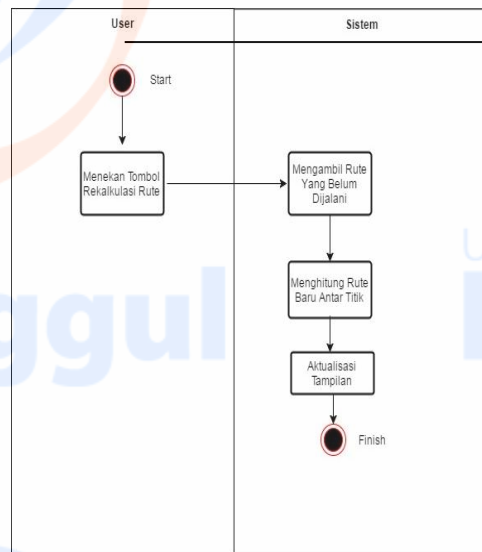 User
Sistem
Start
Menekan Tombol
Rekalkulasi Rute
Mengambil Rute
Yang Belum
Dijalani
Menghitung Rute
Baru Antar Titik
Aktualisasi
Tampilan
Finish
ggul
U